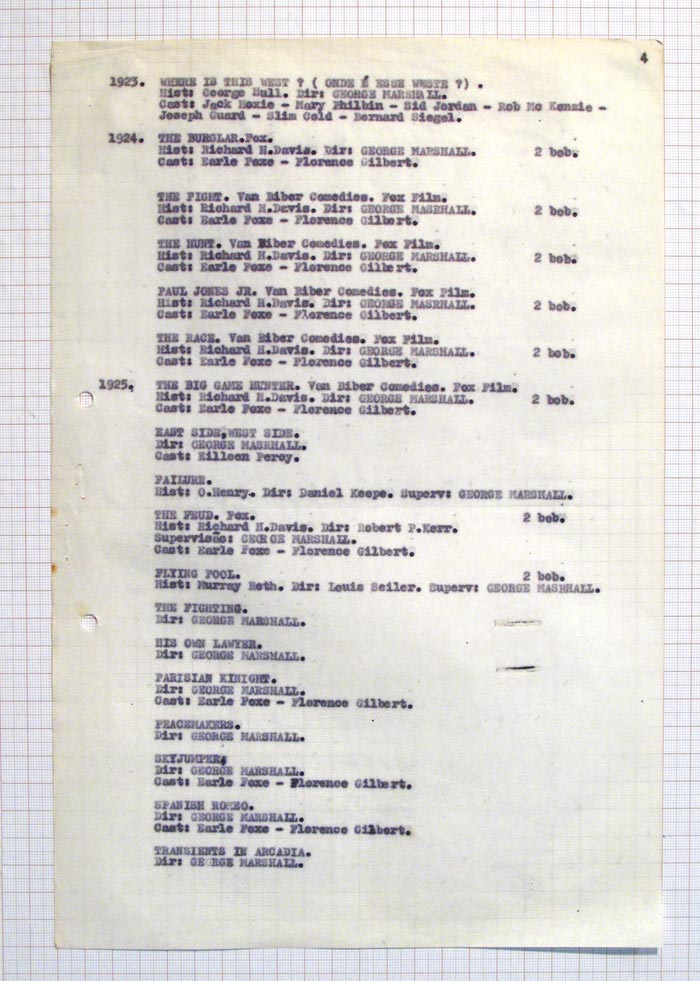 4
1923. WHERE IS THIS WEST ? ( ONDE É ESSE WESTE ?) .
Hist: George Hull. Dir: GEORGE MARSHALL.
Cast: Jack Hoxie - Mary Philbin - Sid Jordan - Rob Mc Kenzie -
Joseph Guard - Slim Cold - Bernard Siegel.
1924. THE BURGLAR.Fox.
Hist: Richard H.Davis. Dir: GEORGE MARSHALL. 2 bob.
Cast: Earle Foxe - Florence Gilbert.
THE FIGHT. Van Biber Comedies. Fox Film.
Hist: Richard H.Davis. Dir: GEORGE MASRHALL. 2 bob.
Cast: Earle Foxe - Florence Gilbert.
THE HUNT. Van Biber Comedies. Fox Film.
Hist: Richard H.Davis. Dir: GEORGE MASRHALL. 2 bob.
Cast: Earle Foxe - Florence Gilbert.
PAUL JONES JR. Van Biber Comedies. Fox Film.
Hist: Richard H.Davis. Dir: GEORGE MASRHALL. 2 bob.
Cast: Earle Foxe - Florence Gilbert.
THE RACE. Van Biber Comedies. Fox Film.
Hist: Richard H.Davis. Dir: GEORGE MASRHALL. 2 bob.
Cast: Earle Foxe - Florence Gilbert.
1925. THE BIG GAME HUNTER. Van Biber Comedies. Fox Film.
Hist: Richard H.Davis. Dir: GEORGE MARSHALL. 2 bob.
Cast: Earle Foxe - Florence Gilbert.
EAST SIDE,WEST SIDE.
Dir: GEORGE MASRHALL.
Cast: Eilleen Percy.
FAILURE.
Hist: O.Henry. Dir: Daniel Keepe. Superv: GEORGE MARSHALL.
THE FEUD. Fox. 2 bob.
Hist: Richard H.Davis. Dir: Robert P.Kerr.
Supervisão: GEORGE MARSHALL.
Cast: Earle Foxe - Florence Gilbert.
FLYING FOOL. 2 bob.
Hist: Murray Roth. Dir: Louis Seiler. Superv: GEORGE MASRHALL.
THE FIGHTING.
Dir: GEORGE MARSHALL.
HIS OWN LAWYER.
Dir: GEORGE MARSMALL.
PARISIAN KINIGHT.
Dir: GEORGE MARSHALL.
Cast: Earle Foxe - Florence Gilbert.
PEACEMAKERS.
Dir: GEORGE MARSHALL.
SKYJUMPER.
Dir: GEORGE MARSHALL.
Cast: Earle Foxe - Florence Gilbert.
SPANISH ROMEO.
Dir: GEORGE MARSHALL.
Cast: Earle Foxe - Florence Gilbert.
TRANSIENTS IN ARCADIA.
Dir: GEORGE MARSHALL.